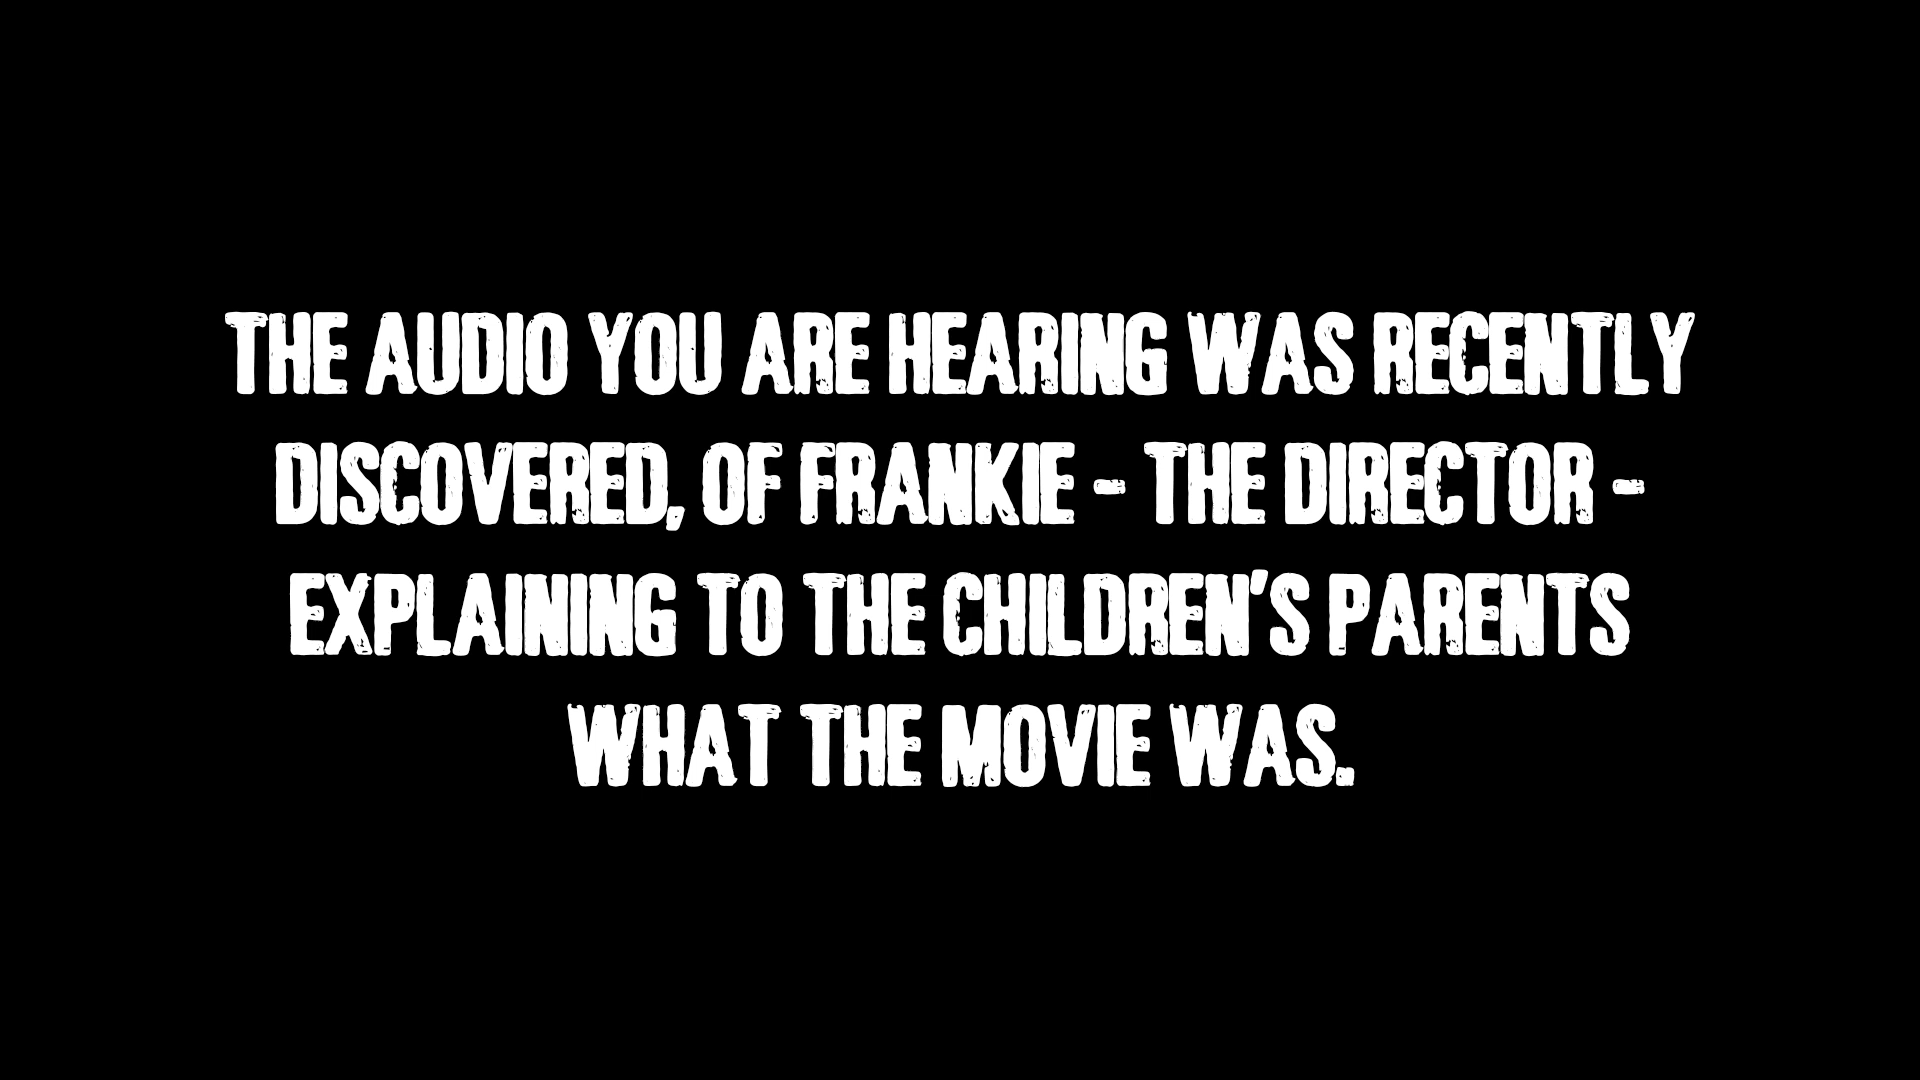 THE AUDIO YOU ARE HEARING WAS RECENTLY
DISCOVERED, OF FRANKIE - THE DIRECTOR -
EXPLAINING TO THE CHILDREN'S PARENTS
WHAT THE MOVIE WAS.